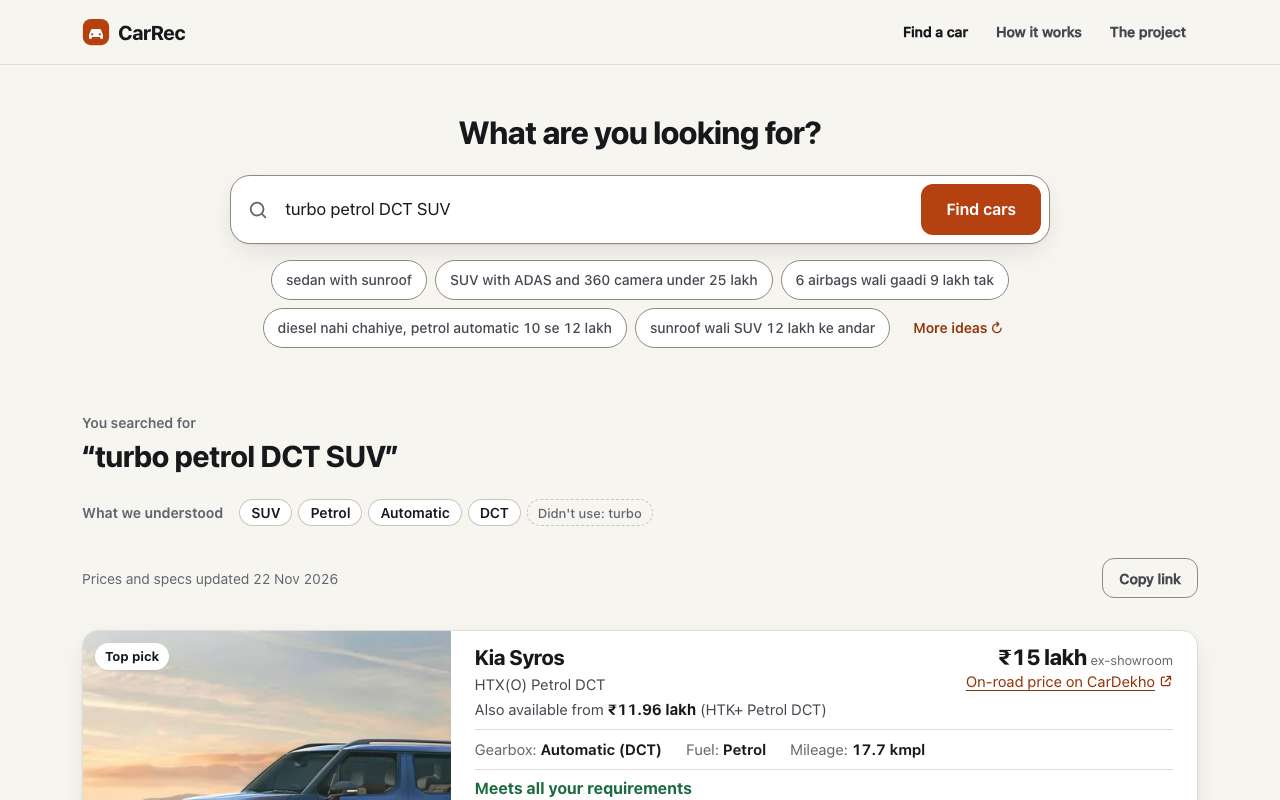 CarRec
Find a car How it works The project
What are you looking for?
turbo petrol DCT SUV Find cars
sedan with sunroof SUV with ADAS and 360 camera under 25 lakh 6 airbags wali gaadi 9 lakh tak
diesel nahi chahiye, petrol automatic 10 se 12 lakh sunroof wali SUV 12 lakh ke andar More ideas ↻
You searched for
“turbo petrol DCT SUV”
What we understood SUV Petrol Automatic DCT Didn't use: turbo
Prices and specs updated 22 Nov 2026 Copy link
Top pick
Kia Syros ₹15 lakh ex-showroom
HTX(O) Petrol DCT On-road price on CarDekho
Also available from ₹11.96 lakh (HTK+ Petrol DCT)
Gearbox: Automatic (DCT) Fuel: Petrol Mileage: 17.7 kmpl
Meets all your requirements